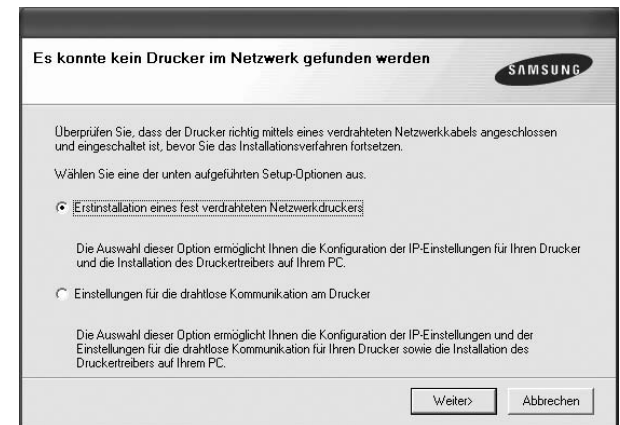 Es konnte kein Drucker im Netzwerk gefunden werden
SAMSUNG
Überprüfen Sie, dass der Drucker richtig mittels eines verdrahteten Netzwerkkabels angeschlossen
und eingeschaltet ist, bevor Sie das Installationsverfahren fortsetzen.
Wählen Sie eine der unten aufgeführten Setup-Optionen aus.
Erstinstallation eines fest verdrahteten Netzwerkdruckers
Die Auswahl dieser Option ermöglicht Ihnen die Konfiguration der IP-Einstellungen für Ihren Drucker
und die Installation des Druckertreibers auf Ihrem PC.
Einstellungen für die drahtlose Kommunikation am Drucker
Die Auswahl dieser Option ermöglicht Ihnen die Konfiguration der IP-Einstellungen und der
Einstellungen für die drahtlose Kommunikation für Ihren Drucker sowie die Installation des
Druckertreibers auf Ihrem PC.
Weiter>
Abbrechen